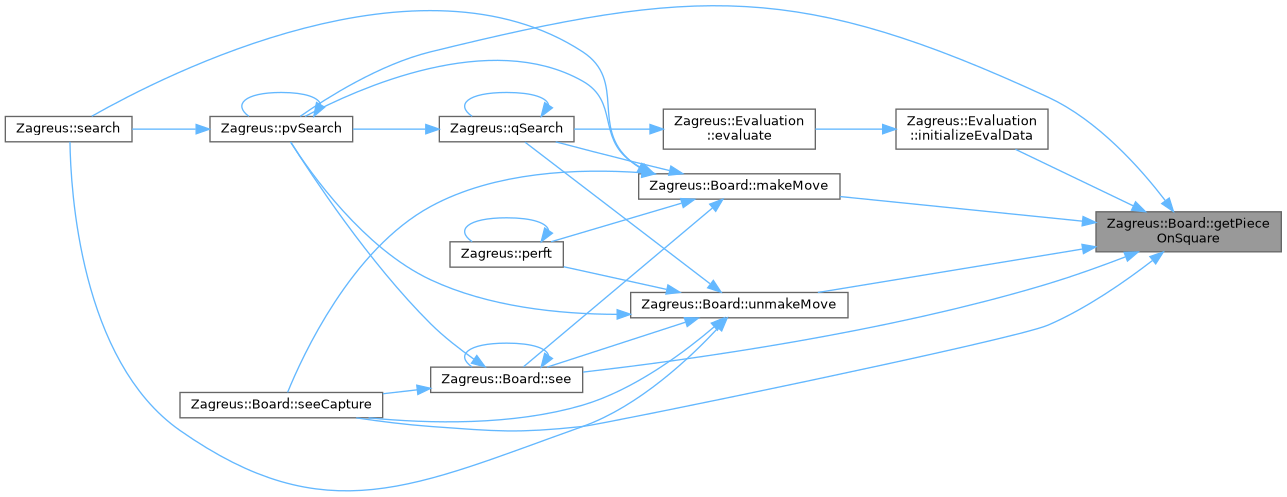 Zagreus::search
Zagreus::pvSearch
Zagreus::qSearch
Zagreus::Evaluation
::evaluate
Zagreus::Evaluation
::initializeEvalData
Zagreus::Board::makeMove
Zagreus::Board::getPiece
OnSquare
Zagreus::perft
Zagreus::Board::unmakeMove
Zagreus::Board::see
Zagreus::Board::seeCapture